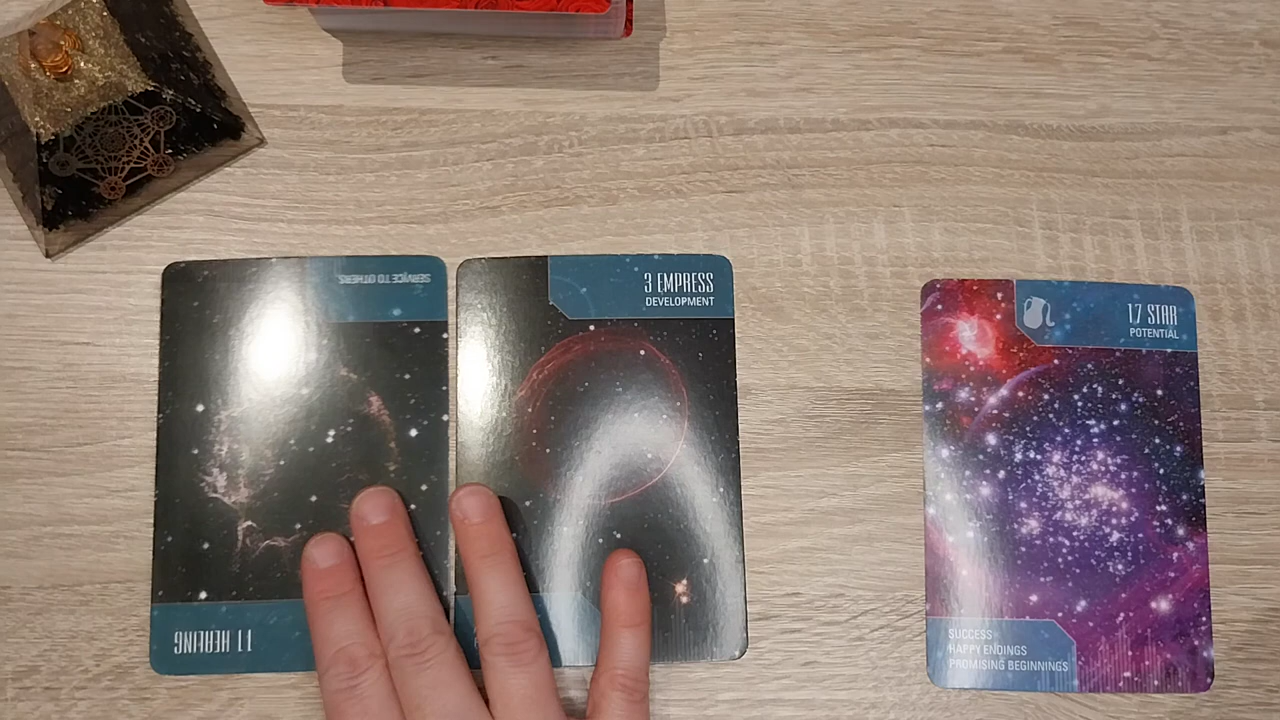 SERVICE TO OTHERS
11 HEALING
3 EMPRESS
DEVELOPMENT
17 STAR
POTENTIAL
SUCCESS
HAPPY ENDINGS
PROMISING BEGINNINGS